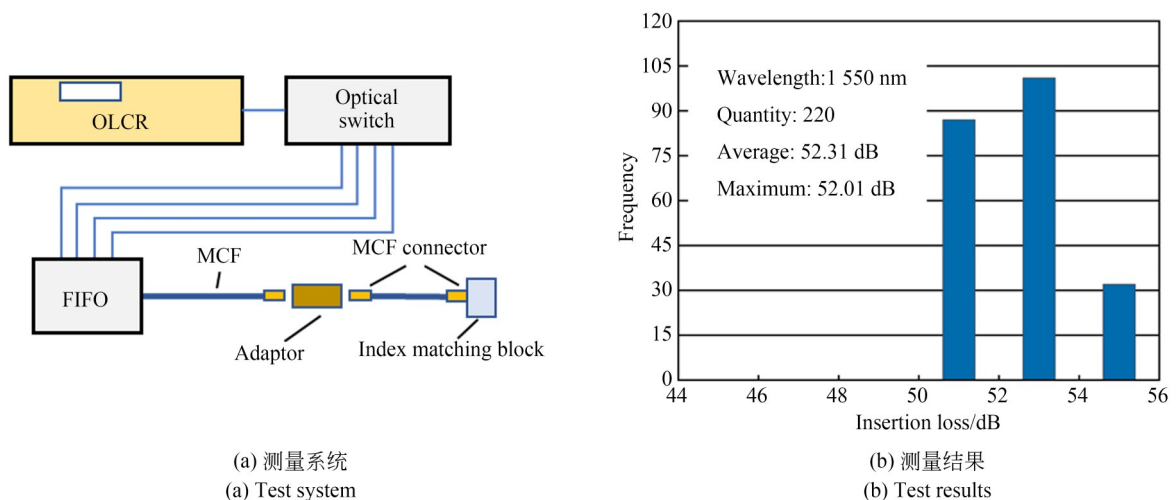 OLCR
Optical
switch
MCF
MCF connector
FIFO
Adaptor
Index matching block
(a) 测量系统
(a) Test system
120
105
90
75
60
45
30
15
0
Frequency
Wavelength:1 550 nm
Quantity: 220
Average: 52.31 dB
Maximum: 52.01 dB
44 46 48 50 52 54 56
Insertion loss/dB
(b) 测量结果
(b) Test results